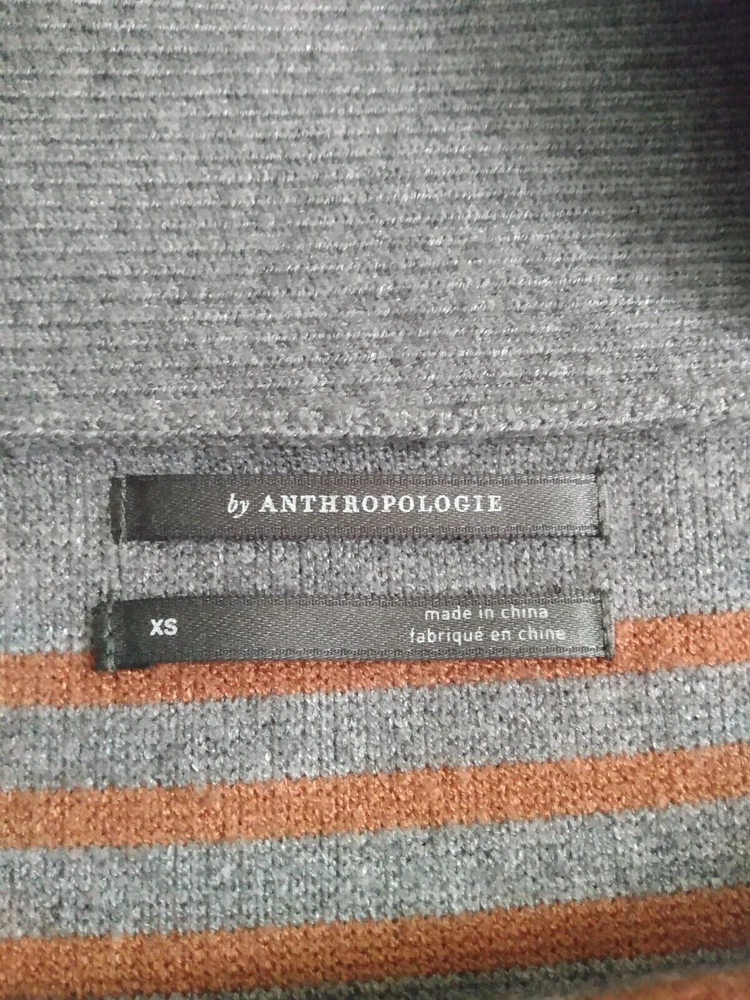 by ANTHROPOLOGIE
XS
made in china
fabriqué en chine